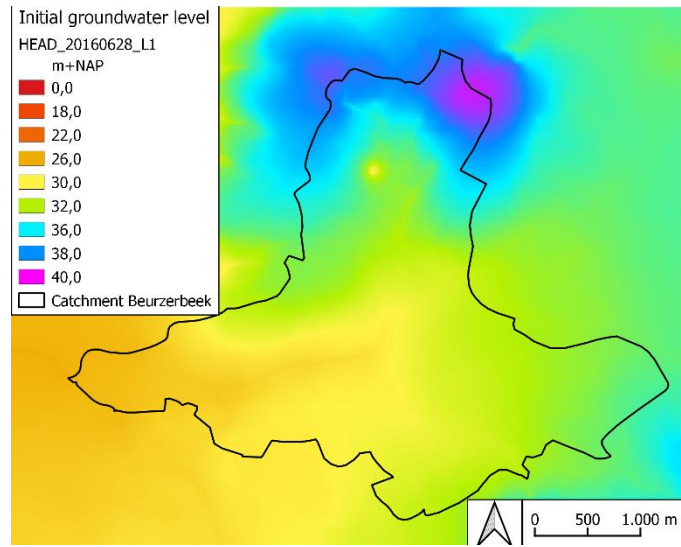 Initial groundwater level
HEAD_20160628_L1
m+NAP
0,0
18,0
22,0
26,0
30,0
32,0
36,0
38,0
40,0
Catchment Beurzerbeek
0 500 1.000 m